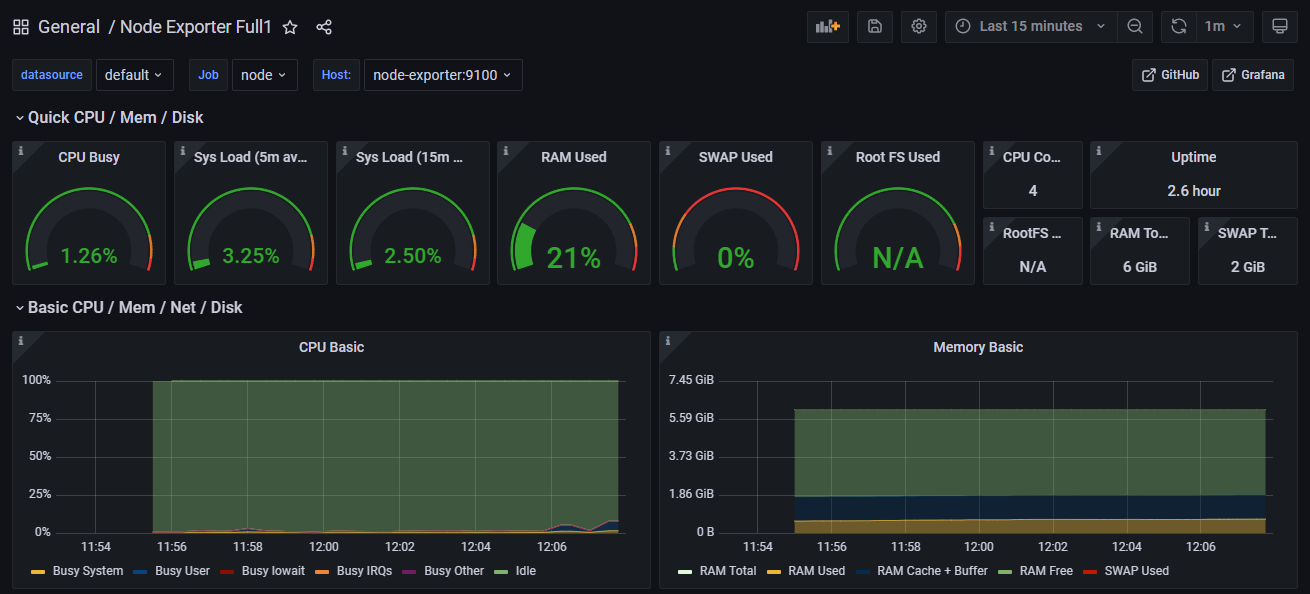 General / Node Exporter Full1
Last 15 minutes
1m
datasource default Job node Host: node-exporter:9100 GitHub Grafana
Quick CPU / Mem / Disk
CPU Busy
1.26%
Sys Load (5m av...
3.25%
Sys Load (15m ...
2.50%
RAM Used
21%
SWAP Used
0%
Root FS Used
N/A
CPU Co...
4
Uptime
2.6 hour
RootFS ...
N/A
RAM To...
6 GiB
SWAP T...
2 GiB
Basic CPU / Mem / Net / Disk
CPU Basic
100%
75%
50%
25%
0%
11:54 11:56 11:58 12:00 12:02 12:04 12:06
Busy System Busy User Busy Iowait Busy IRQs Busy Other Idle
Memory Basic
7.45 GiB
5.59 GiB
3.73 GiB
1.86 GiB
0 B
11:54 11:56 11:58 12:00 12:02 12:04 12:06
RAM Total RAM Used RAM Cache + Buffer RAM Free SWAP Used